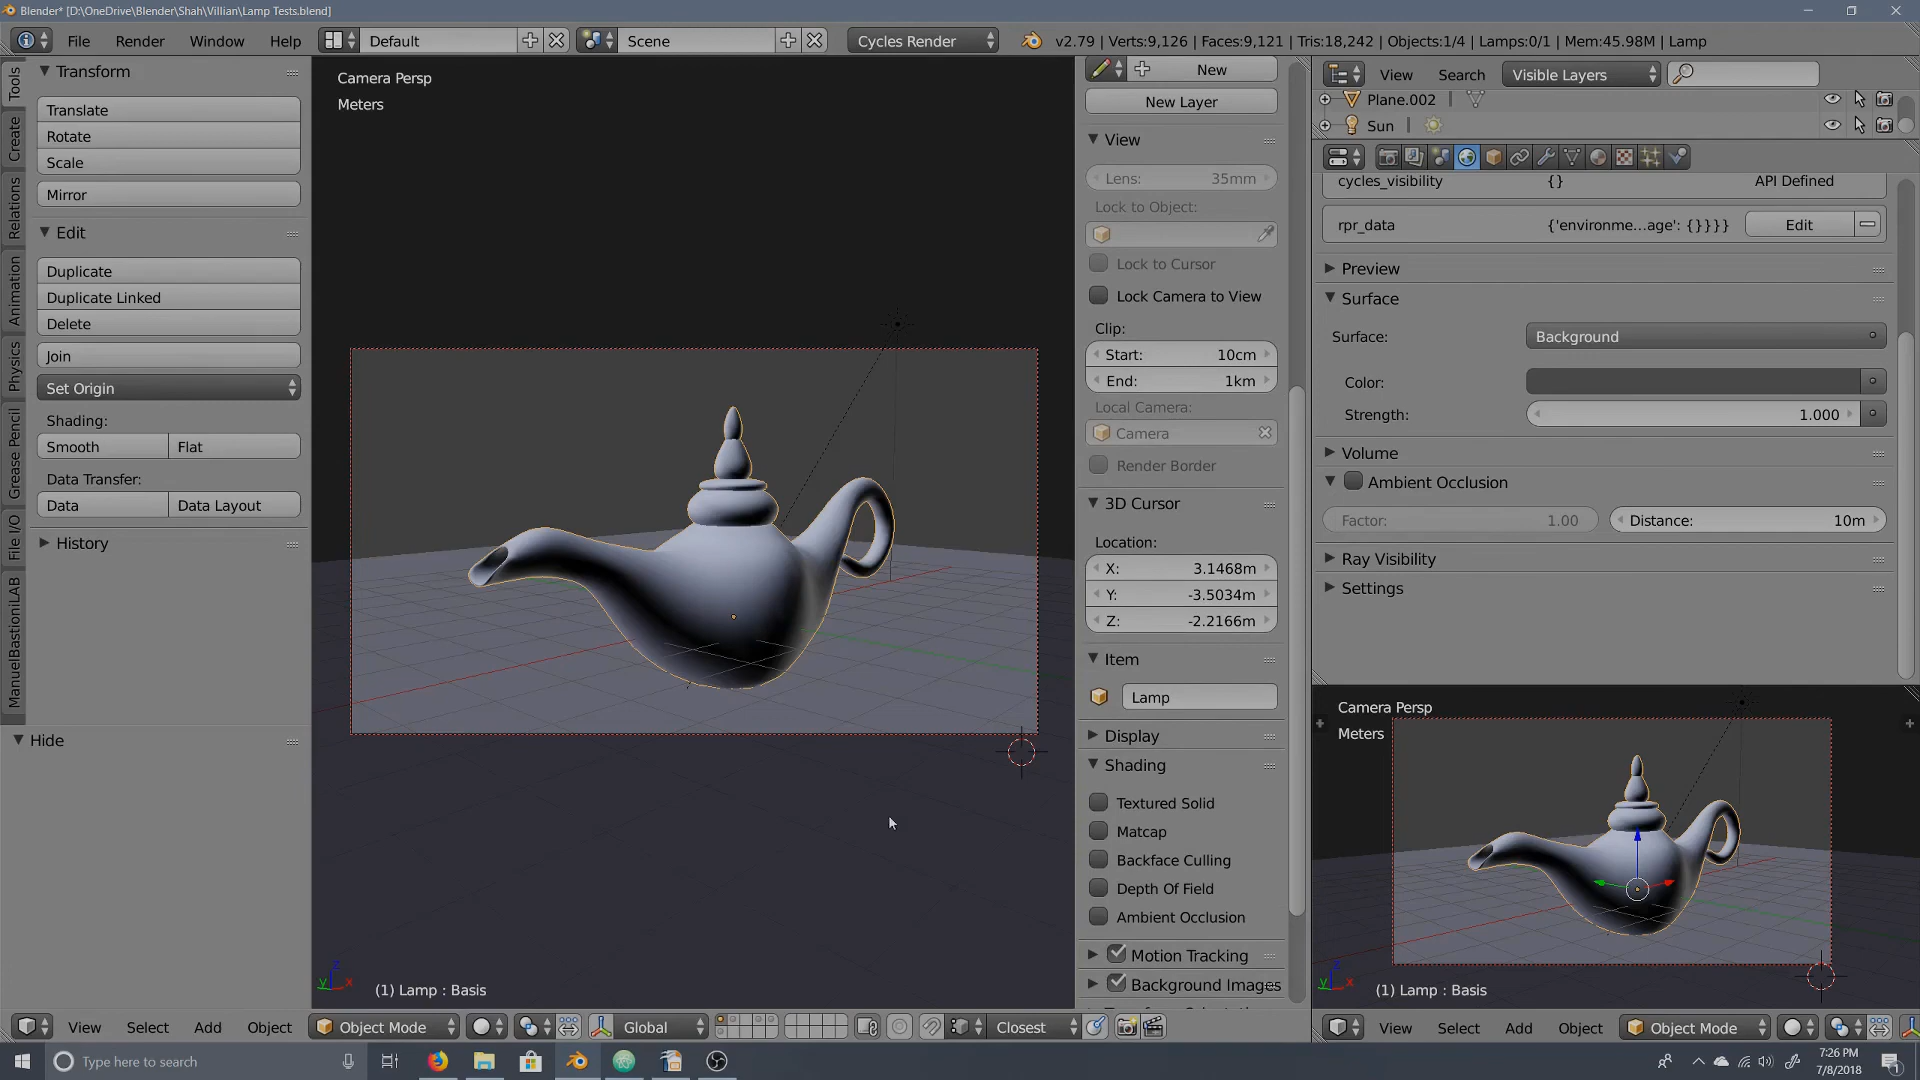 Blender* [D:\OneDrive\Blender\Shah\Villian\Lamp Tests.blend]
File Render Window Help Default Scene Cycles Render v2.79 | Verts:9,126 | Faces:9,121 | Tris:18,242 | Objects:1/4 | Lamps:0/1 | Mem:45.98M | Lamp
Tools
Create
Relations
Animation
Physics
Grease Pencil
File I/O
ManuelBastioniLAB
Transform
Translate
Rotate
Scale
Mirror
Edit
Duplicate
Duplicate Linked
Delete
Join
Set Origin
Shading:
Smooth Flat
Data Transfer:
Data Data Layout
History
Hide
Camera Persp
Meters
(1) Lamp : Basis
New
New Layer
View
Lens: 35mm
Lock to Object:
Lock to Cursor
Lock Camera to View
Clip:
Start: 10cm
End: 1km
Local Camera:
Camera
Render Border
3D Cursor
Location:
X: 3.1468m
Y: -3.5034m
Z: -2.2166m
Item
Lamp
Display
Shading
Textured Solid
Matcap
Backface Culling
Depth Of Field
Ambient Occlusion
Motion Tracking
Background Images
View Search Visible Layers
Plane.002
Sun
cycles_visibility {} API Defined
rpr_data {'environme...age': {}}}} Edit
Preview
Surface
Surface: Background
Color:
Strength: 1.000
Volume
Ambient Occlusion
Factor: 1.00 Distance: 10m
Ray Visibility
Settings
Camera Persp
Meters
(1) Lamp : Basis
View Select Add Object Object Mode Global Closest
View Select Add Object Object Mode
Type here to search
7:26 PM
7/8/2018